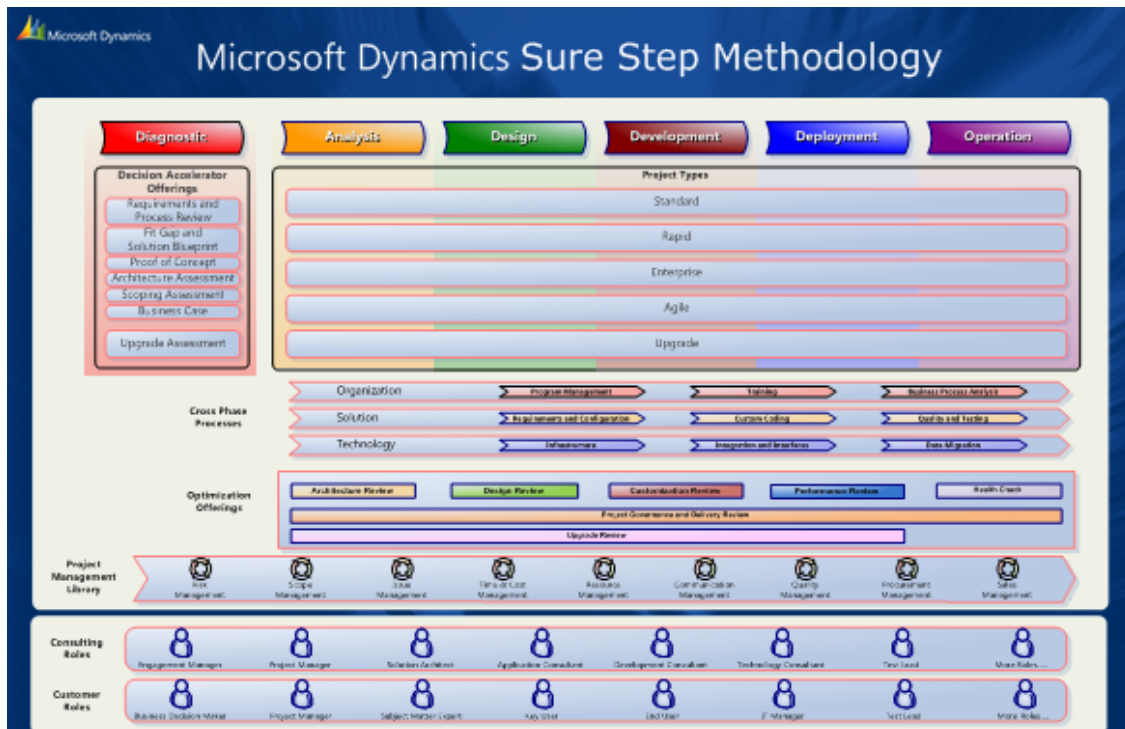 Microsoft Dynamics
Microsoft Dynamics Sure Step Methodology
Diagnostic
Analysis
Design
Development
Deployment
Operation
Decision Accelerator
Offerings
Requirements and
Process Review
Fit Gap and
Solution Blueprint
Proof of Concept
Architecture Assessment
Scoping Assessment
Business Case
Upgrade Assessment
Project Types
Standard
Rapid
Enterprise
Agile
Upgrade
Cross Phase
Processes
Organization
Program Management
Training
Business Process Analysis
Solution
Requirements and Configuration
Custom Coding
Quality and Testing
Technology
Infrastructure
Integration and Interfaces
Data Migration
Optimization
Offerings
Architecture Review
Design Review
Customization Review
Performance Review
Health Check
Project Governance and Delivery Review
Upgrade Review
Project
Management
Library
Risk
Management
Scope
Management
Issue
Management
Time & Cost
Management
Resource
Management
Communication
Management
Quality
Management
Procurement
Management
Sales
Management
Consulting
Roles
Engagement Manager
Project Manager
Solution Architect
Application Consultant
Development Consultant
Technology Consultant
Test Lead
More Roles ...
Customer
Roles
Business Decision Maker
Project Manager
Subject Matter Expert
Key User
End User
IT Manager
Test Lead
More Roles ...